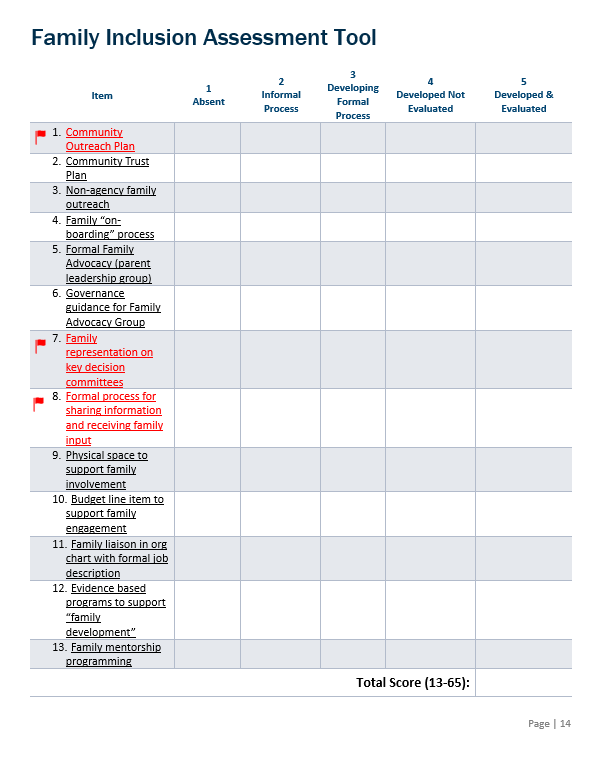 Family Inclusion Assessment Tool
Item
1
Absent
2
Informal
Process
3
Developing
Formal
Process
4
Developed Not
Evaluated
5
Developed &
Evaluated
1. Community
Outreach Plan
2. Community Trust
Plan
3. Non-agency family
outreach
4. Family “on-
boarding” process
5. Formal Family
Advocacy (parent
leadership group)
6. Governance
guidance for Family
Advocacy Group
7. Family
representation on
key decision
committees
8. Formal process for
sharing information
and receiving family
input
9. Physical space to
support family
involvement
10. Budget line item to
support family
engagement
11. Family liaison in org
chart with formal job
description
12. Evidence based
programs to support
“family
development”
13. Family mentorship
programming
Total Score (13-65):
Page | 14